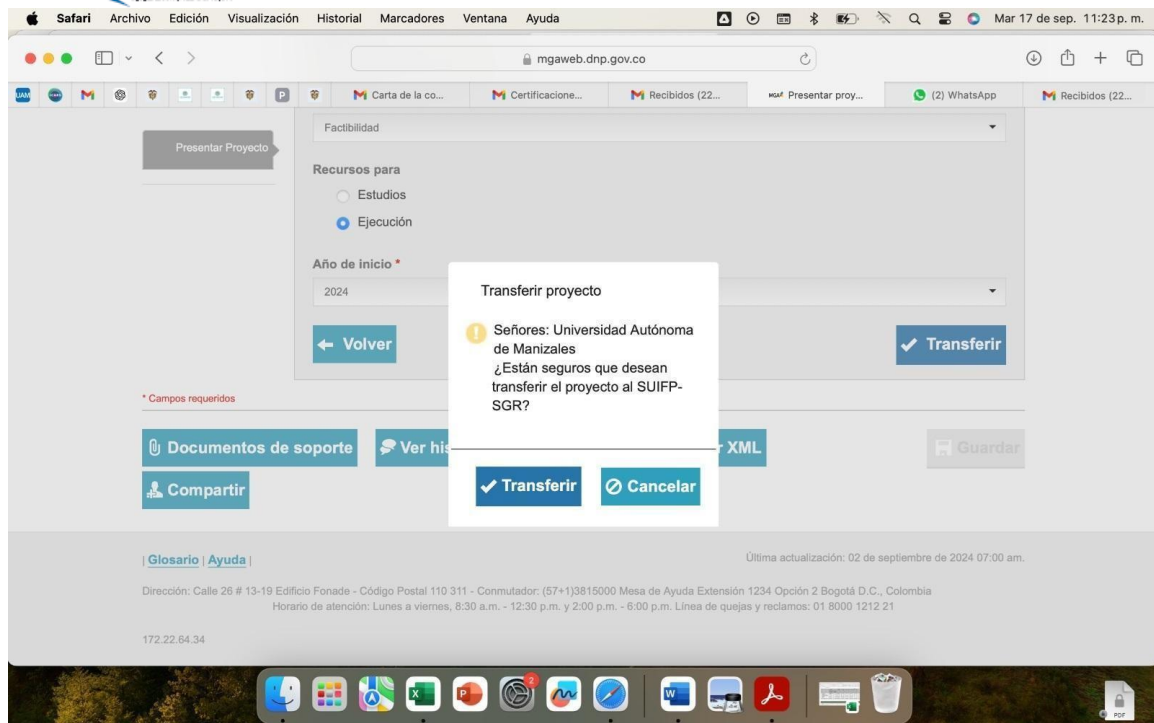 Safari Archivo Edición Visualización Historial Marcadores Ventana Ayuda Mar 17 de sep. 11:23 p. m.
mgaweb.dnp.gov.co
UAM P Carta de la co... Certificacione... Recibidos (22... MGA Presentar proy... (2) WhatsApp Recibidos (22...
Factibilidad
Presentar Proyecto
Recursos para
Estudios
Ejecución
Año de inicio *
2024
Transferir proyecto
Señores: Universidad Autónoma
de Manizales
¿Están seguros que desean
transferir el proyecto al SUIFP-
SGR?
Volver
Transferir
* Campos requeridos
Documentos de soporte Ver his XML Guardar
Transferir Cancelar
Compartir
| Glosario | Ayuda |
Última actualización: 02 de septiembre de 2024 07:00 am.
Dirección: Calle 26 # 13-19 Edificio Fonade - Código Postal 110 311 - Conmutador: (57+1)3815000 Mesa de Ayuda Extensión 1234 Opción 2 Bogotá D.C., Colombia
Horario de atención: Lunes a viernes, 8:30 a.m. - 12:30 p.m. y 2:00 p.m. - 6:00 p.m. Línea de quejas y reclamos: 01 8000 1212 21
172.22.64.34
X P 2 W
PDF